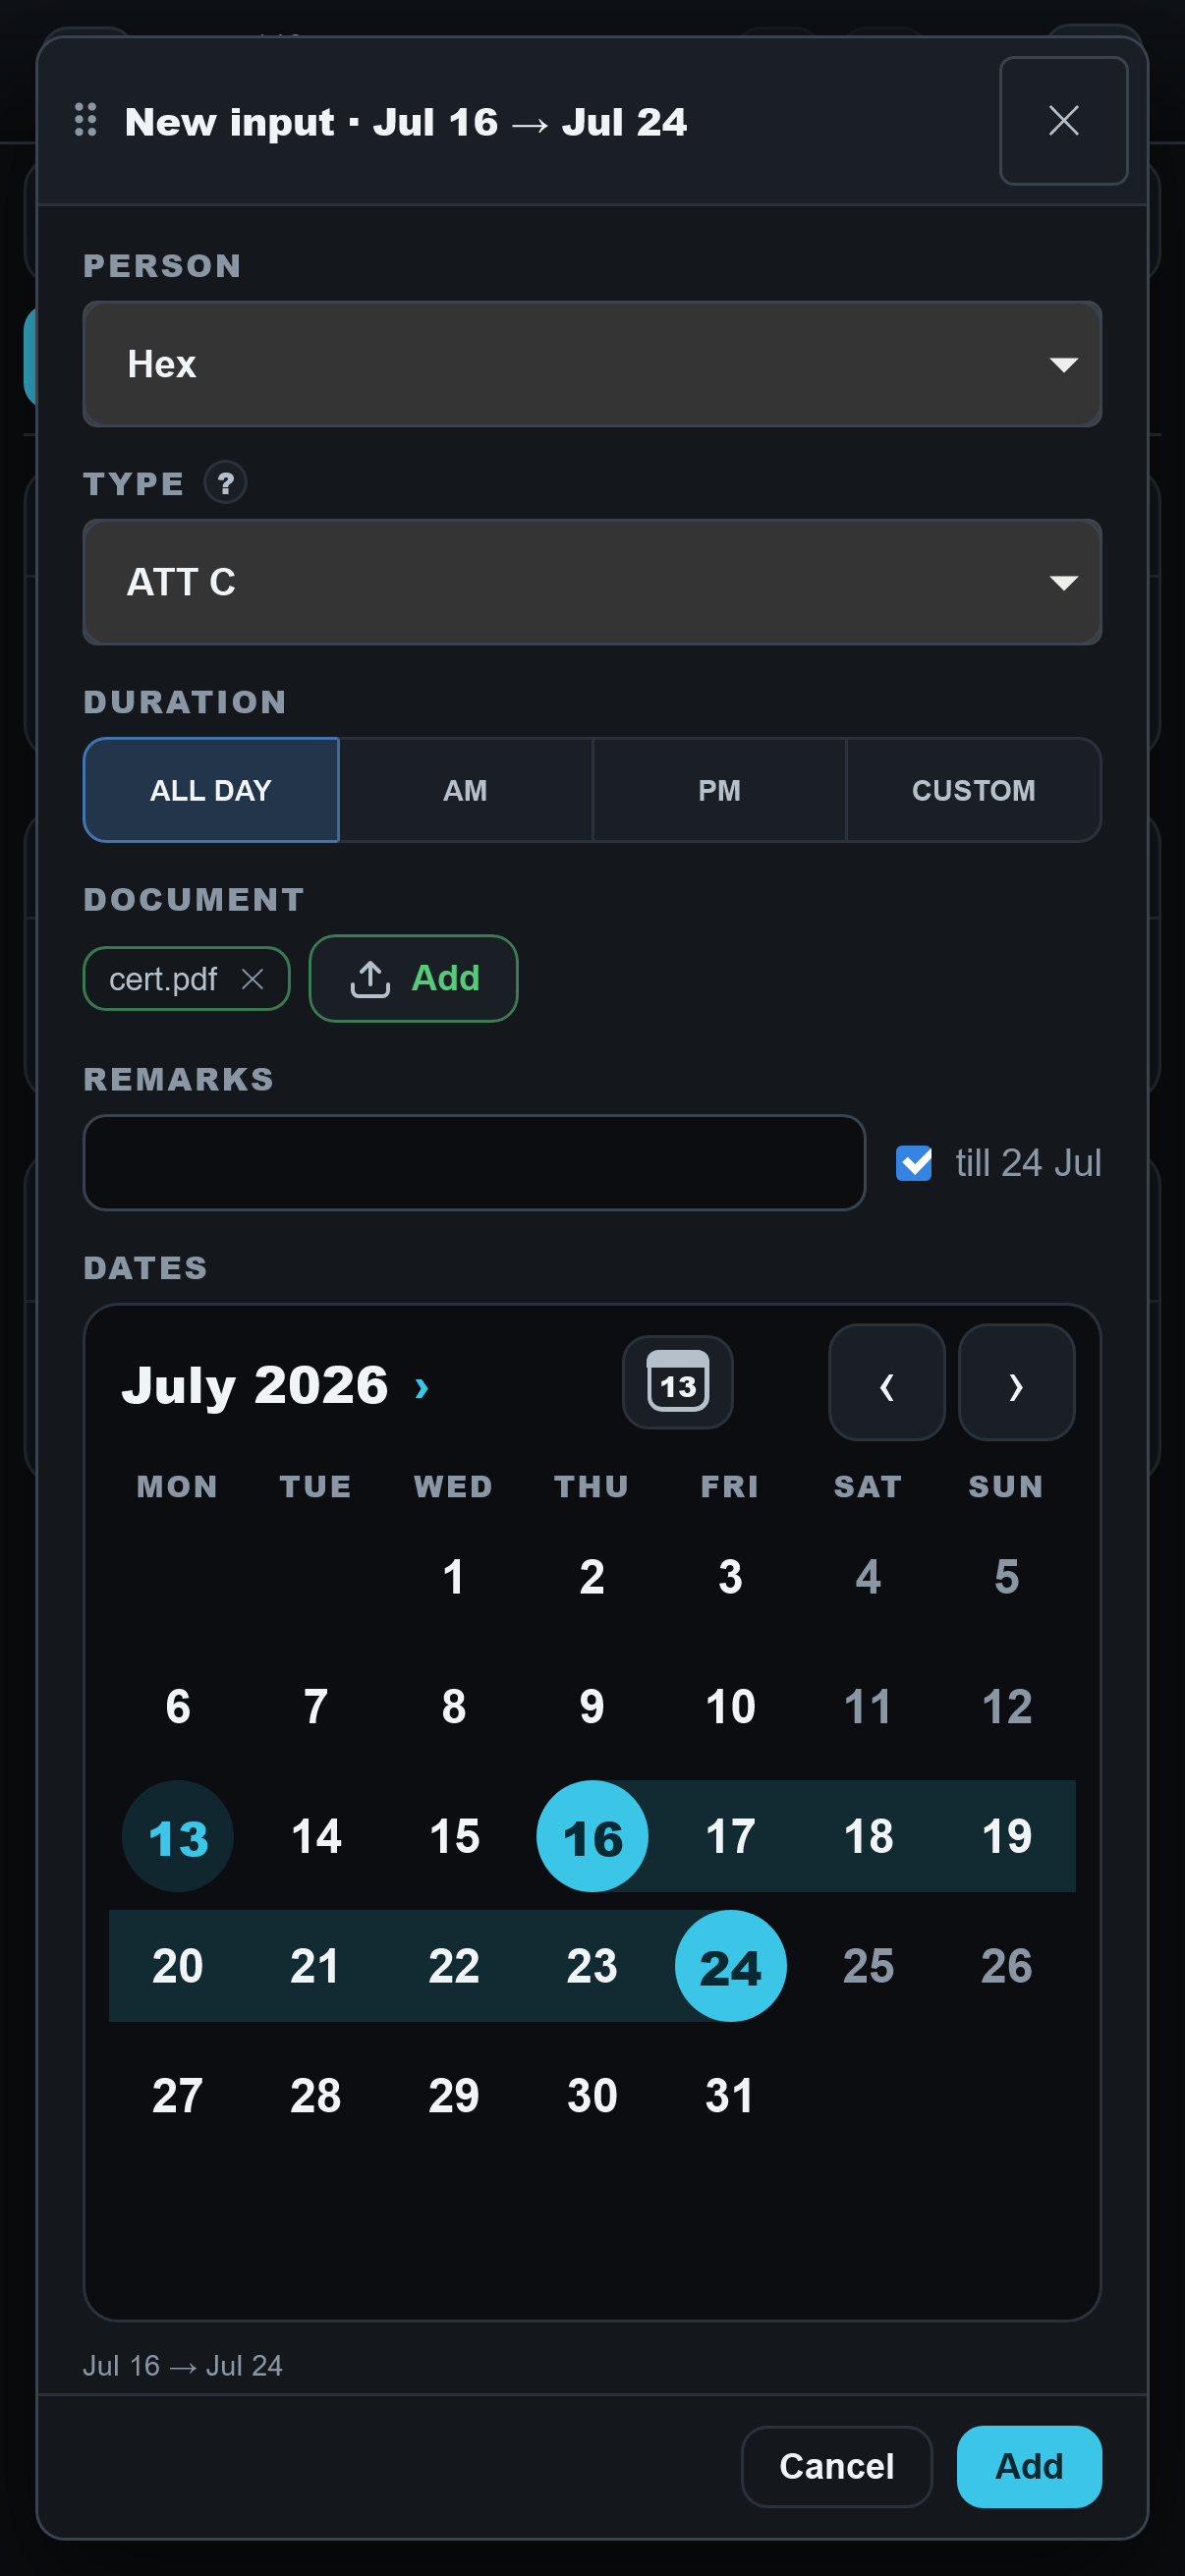 New input · Jul 16 → Jul 24
PERSON
Hex
TYPE ?
ATT C
DURATION
ALL DAY AM PM CUSTOM
DOCUMENT
cert.pdf Add
REMARKS
till 24 Jul
DATES
July 2026 › 13 ‹ ›
MON TUE WED THU FRI SAT SUN
1 2 3 4 5
6 7 8 9 10 11 12
13 14 15 16 17 18 19
20 21 22 23 24 25 26
27 28 29 30 31
Jul 16 → Jul 24
Cancel Add